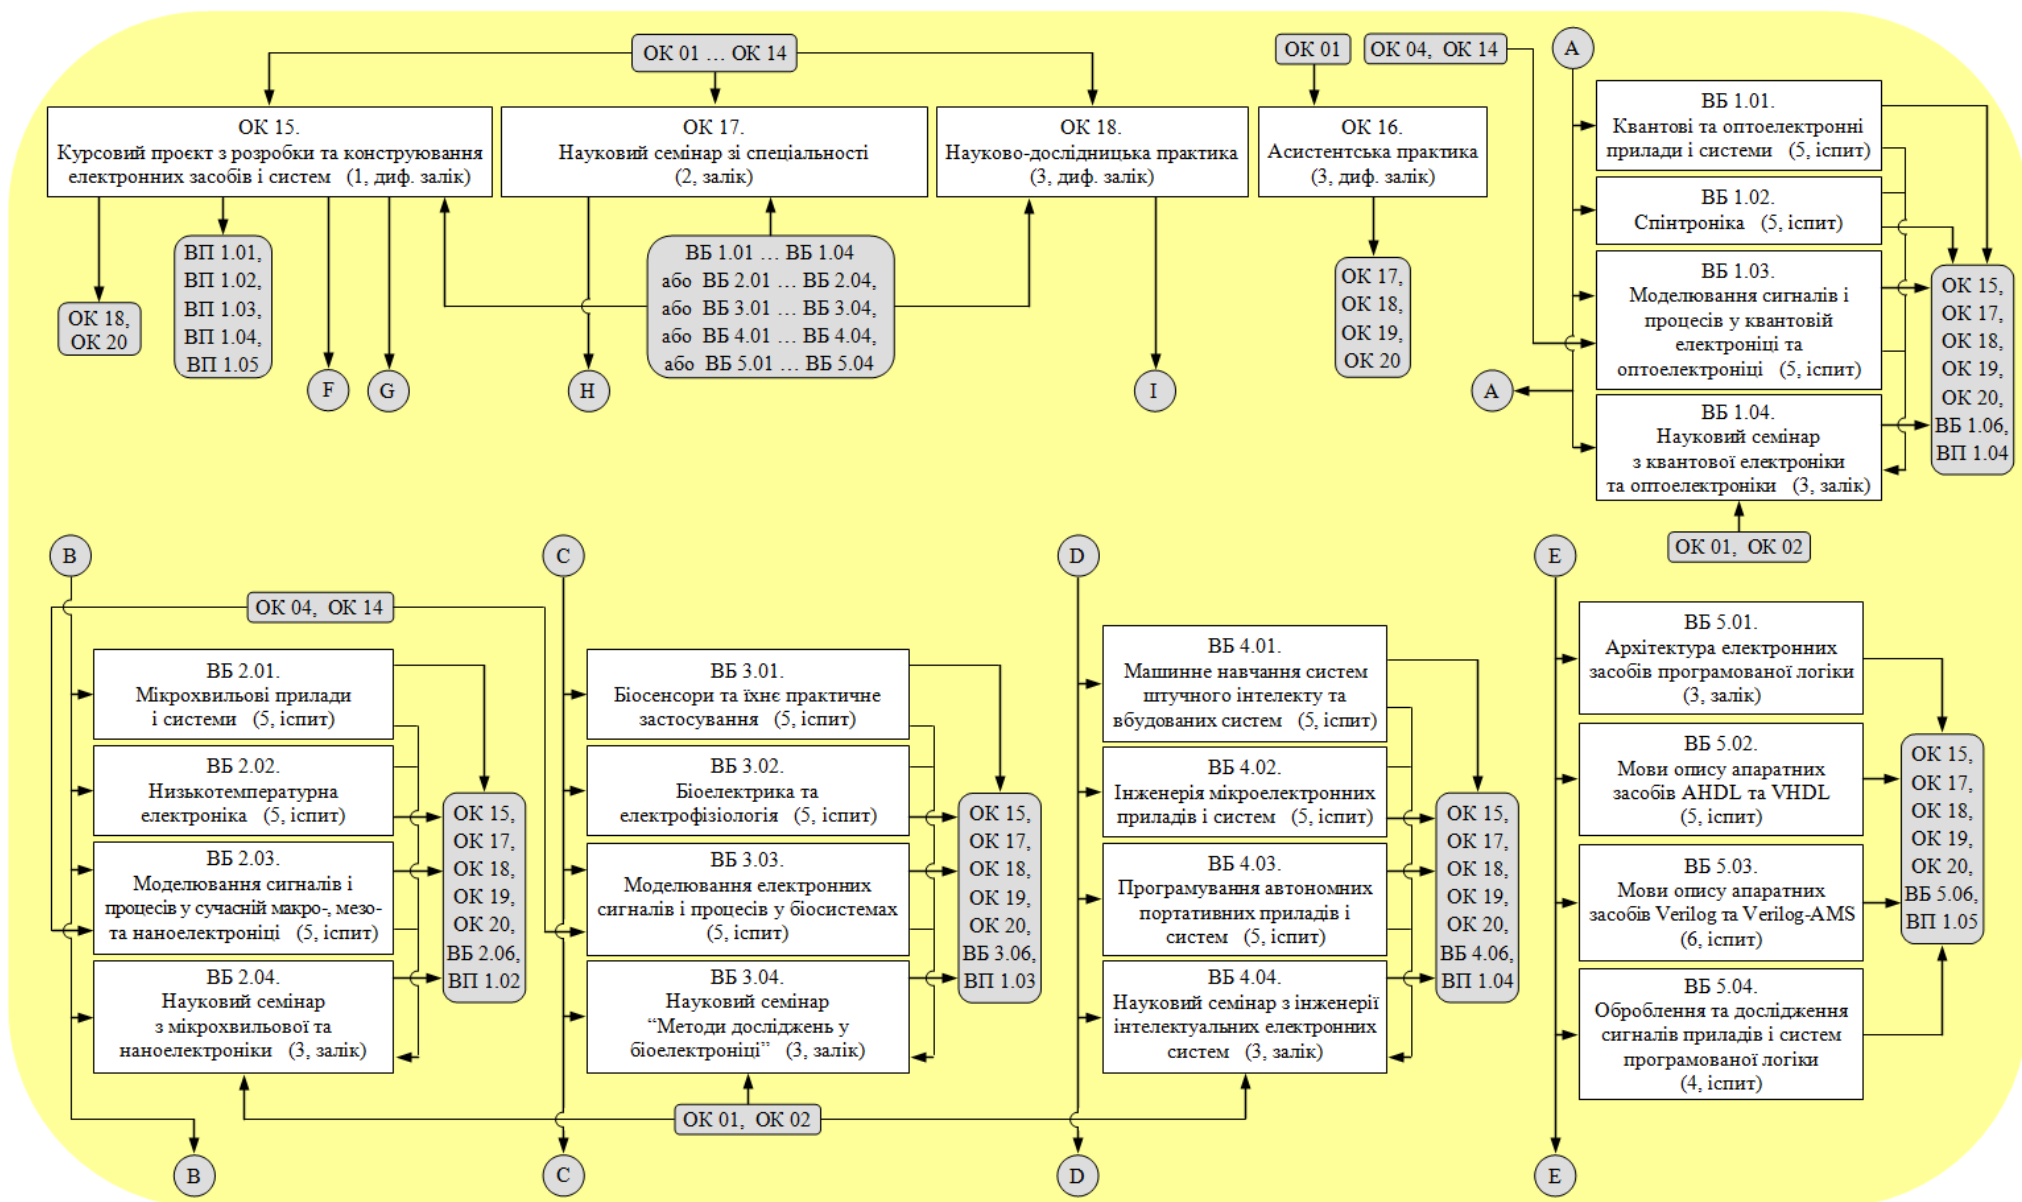 ОК 01 … ОК 14
ОК 01
ОК 04, ОК 14
A
ОК 15.
Курсовий проєкт з розробки та конструювання
електронних засобів і систем (1, диф. залік)
ОК 17.
Науковий семінар зі спеціальності
(2, залік)
ОК 18.
Науково-дослідницька практика
(3, диф. залік)
ОК 16.
Асистентська практика
(3, диф. залік)
ВБ 1.01.
Квантові та оптоелектронні
прилади і системи (5, іспит)
ВБ 1.02.
Спінтроніка (5, іспит)
ВБ 1.03.
Моделювання сигналів і
процесів у квантовій
електроніці та
оптоелектроніці (5, іспит)
ВБ 1.04.
Науковий семінар
з квантової електроніки
та оптоелектроніки (3, залік)
ОК 15,
ОК 17,
ОК 18,
ОК 19,
ОК 20,
ВБ 1.06,
ВП 1.04
ОК 18,
ОК 20
ВП 1.01,
ВП 1.02,
ВП 1.03,
ВП 1.04,
ВП 1.05
ВБ 1.01 … ВБ 1.04
або ВБ 2.01 … ВБ 2.04,
або ВБ 3.01 … ВБ 3.04,
або ВБ 4.01 … ВБ 4.04,
або ВБ 5.01 … ВБ 5.04
ОК 17,
ОК 18,
ОК 19,
ОК 20
F
G
H
I
A
ОК 01, ОК 02
B
C
D
E
ОК 04, ОК 14
ВБ 2.01.
Мікрохвильові прилади
і системи (5, іспит)
ВБ 2.02.
Низькотемпературна
електроніка (5, іспит)
ВБ 2.03.
Моделювання сигналів і
процесів у сучасній макро-, мезо-
та наноелектроніці (5, іспит)
ВБ 2.04.
Науковий семінар
з мікрохвильової та
наноелектроніки (3, залік)
ОК 15,
ОК 17,
ОК 18,
ОК 19,
ОК 20,
ВБ 2.06,
ВП 1.02
ВБ 3.01.
Біосенсори та їхнє практичне
застосування (5, іспит)
ВБ 3.02.
Біоелектрика та
електрофізіологія (5, іспит)
ВБ 3.03.
Моделювання електронних
сигналів і процесів у біосистемах
(5, іспит)
ВБ 3.04.
Науковий семінар
“Методи досліджень у
біоелектроніці” (3, залік)
ОК 15,
ОК 17,
ОК 18,
ОК 19,
ОК 20,
ВБ 3.06,
ВП 1.03
ВБ 4.01.
Машинне навчання систем
штучного інтелекту та
вбудованих систем (5, іспит)
ВБ 4.02.
Інженерія мікроелектронних
приладів і систем (5, іспит)
ВБ 4.03.
Програмування автономних
портативних приладів і
систем (5, іспит)
ВБ 4.04.
Науковий семінар з інженерії
інтелектуальних електронних
систем (3, залік)
ОК 15,
ОК 17,
ОК 18,
ОК 19,
ОК 20,
ВБ 4.06,
ВП 1.04
ВБ 5.01.
Архітектура електронних
засобів програмованої логіки
(3, залік)
ВБ 5.02.
Мови опису апаратних
засобів AHDL та VHDL
(5, іспит)
ВБ 5.03.
Мови опису апаратних
засобів Verilog та Verilog-AMS
(6, іспит)
ВБ 5.04.
Оброблення та дослідження
сигналів приладів і систем
програмованої логіки
(4, іспит)
ОК 15,
ОК 17,
ОК 18,
ОК 19,
ОК 20,
ВБ 5.06,
ВП 1.05
ОК 01, ОК 02
B
C
D
E